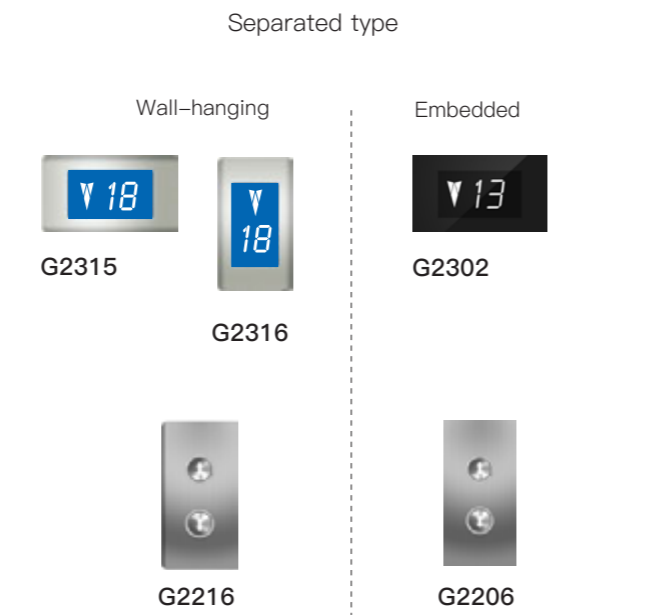 Separated type
Wall-hanging
Embedded
18
18
13
G2315
G2302
G2316
G2216
G2206